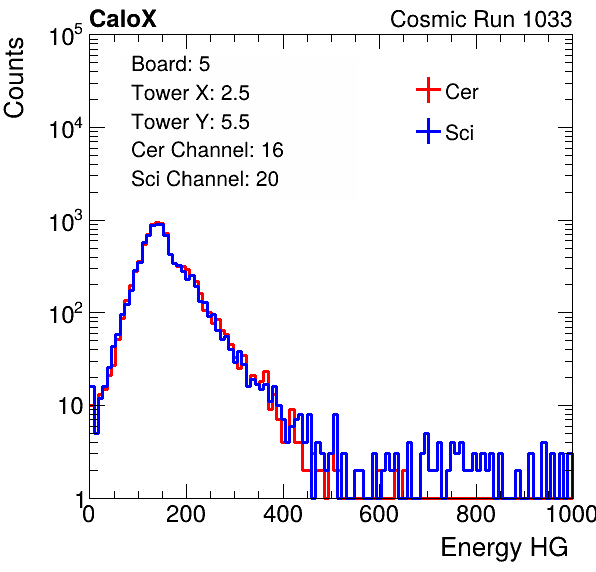 CaloX Cosmic Run 1033
10^5
10^4
10^3
10^2
10
1
Counts
Board: 5
Tower X: 2.5
Tower Y: 5.5
Cer Channel: 16
Sci Channel: 20
Cer
Sci
0 200 400 600 800 1000
Energy HG